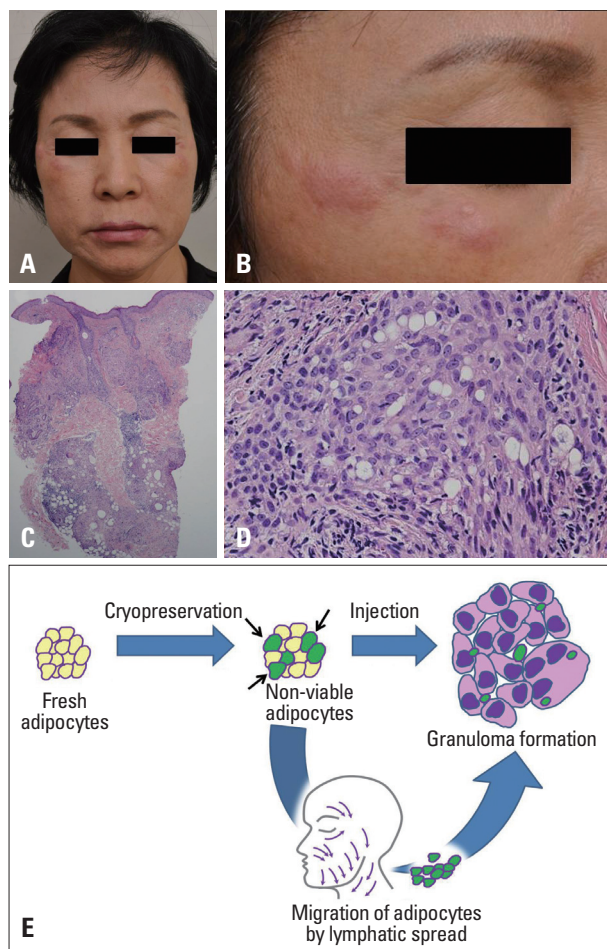 A
B
C
D
Cryopreservation
Injection
Fresh
adipocytes
Non-viable
adipocytes
Granuloma formation
Migration of adipocytes
by lymphatic spread
E